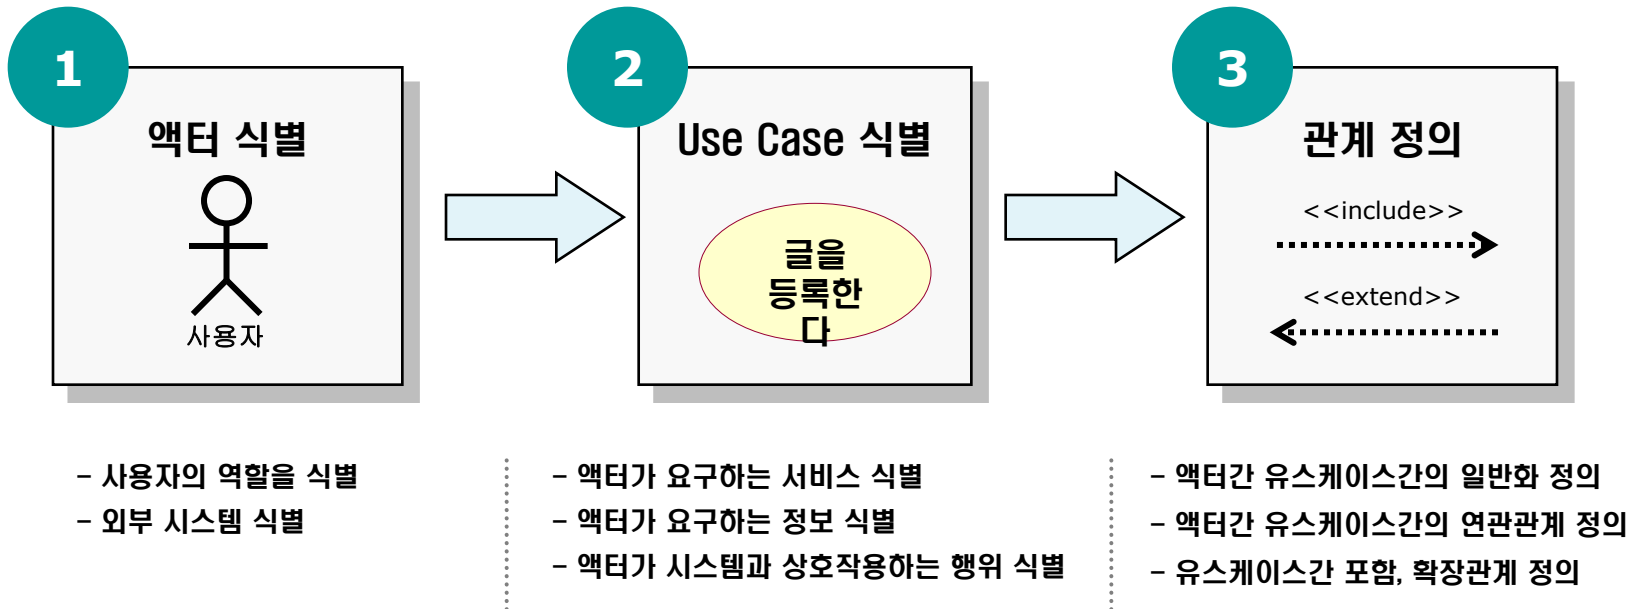 1
액터 식별
사용자
- 사용자의 역할을 식별
- 외부 시스템 식별
2
Use Case 식별
글을
등록한
다
- 액터가 요구하는 서비스 식별
- 액터가 요구하는 정보 식별
- 액터가 시스템과 상호작용하는 행위 식별
3
관계 정의
<<include>>
<<extend>>
- 액터간 유스케이스간의 일반화 정의
- 액터간 유스케이스간의 연관관계 정의
- 유스케이스간 포함, 확장관계 정의